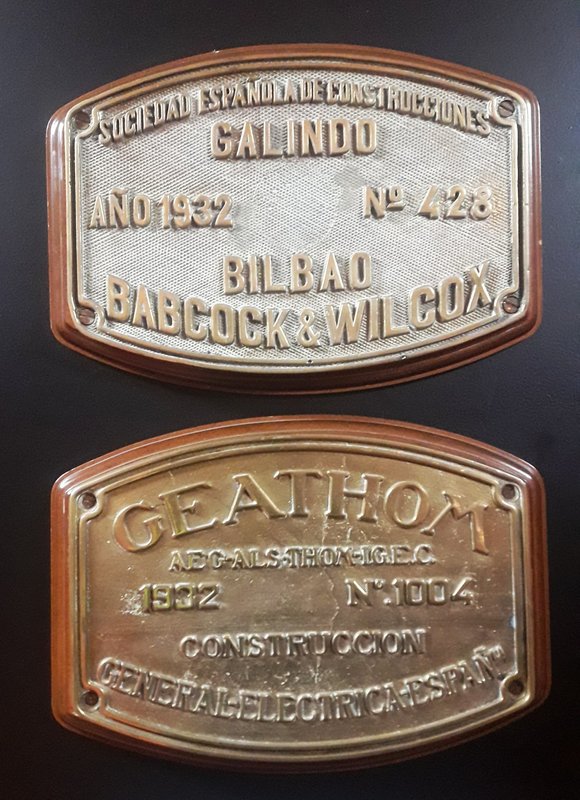 SOCIEDAD ESPAÑOLA DE CONSTRUCCIONES
GALINDO
AÑO 1932 Nº 428
BILBAO
BABCOCK & WILCOX
GEATHOM
AEG-ALS-THOM-I.G.E.C.
1932 Nº.1004
CONSTRUCCION
GENERAL-ELECTRICA-ESPAÑª